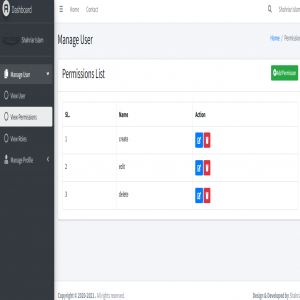 Dashboard
Home
Contact
Shahriar Islam
Shahriar Islam
Manage User
View User
View Permissions
View Roles
Manage Profile
Manage User
Home / Permission
Permissions List
Add Permission
SL.
Name
Action
1
create
2
edit
3
delete
Copyright © 2020-2021. All rights reserved.
Design & Developed by